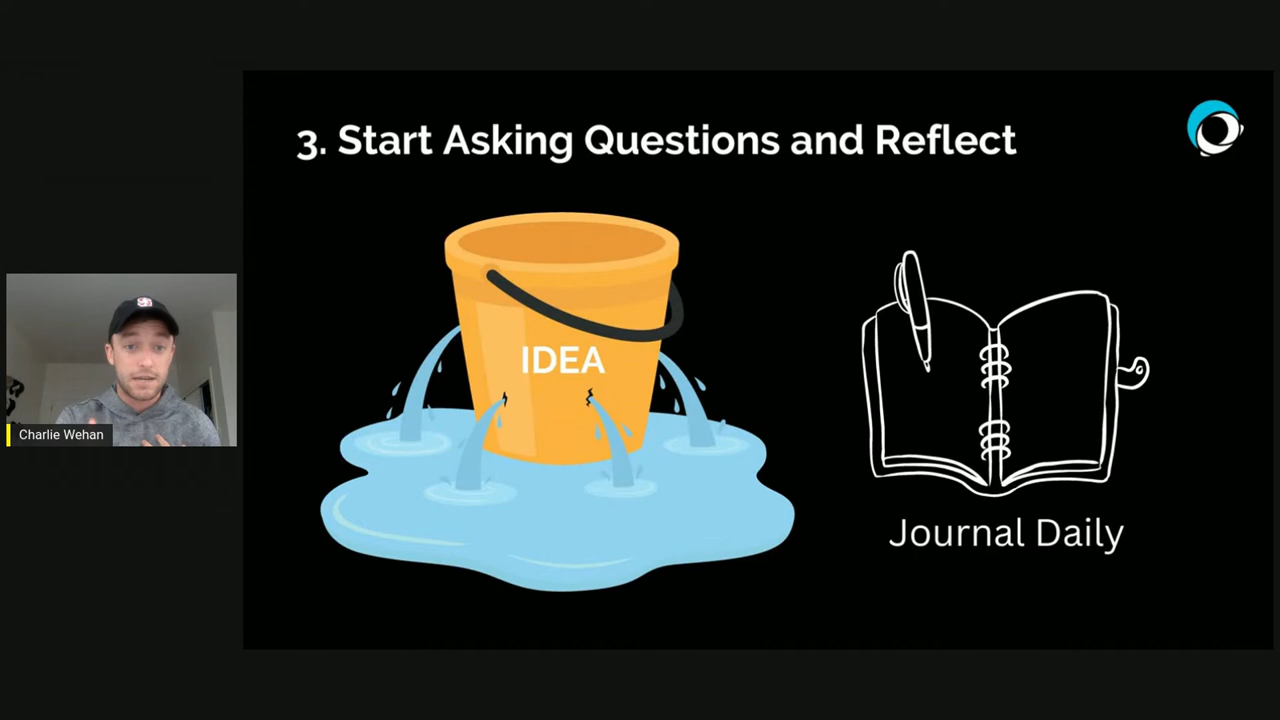 3. Start Asking Questions and Reflect
IDEA
Charlie Wehan
Journal Daily